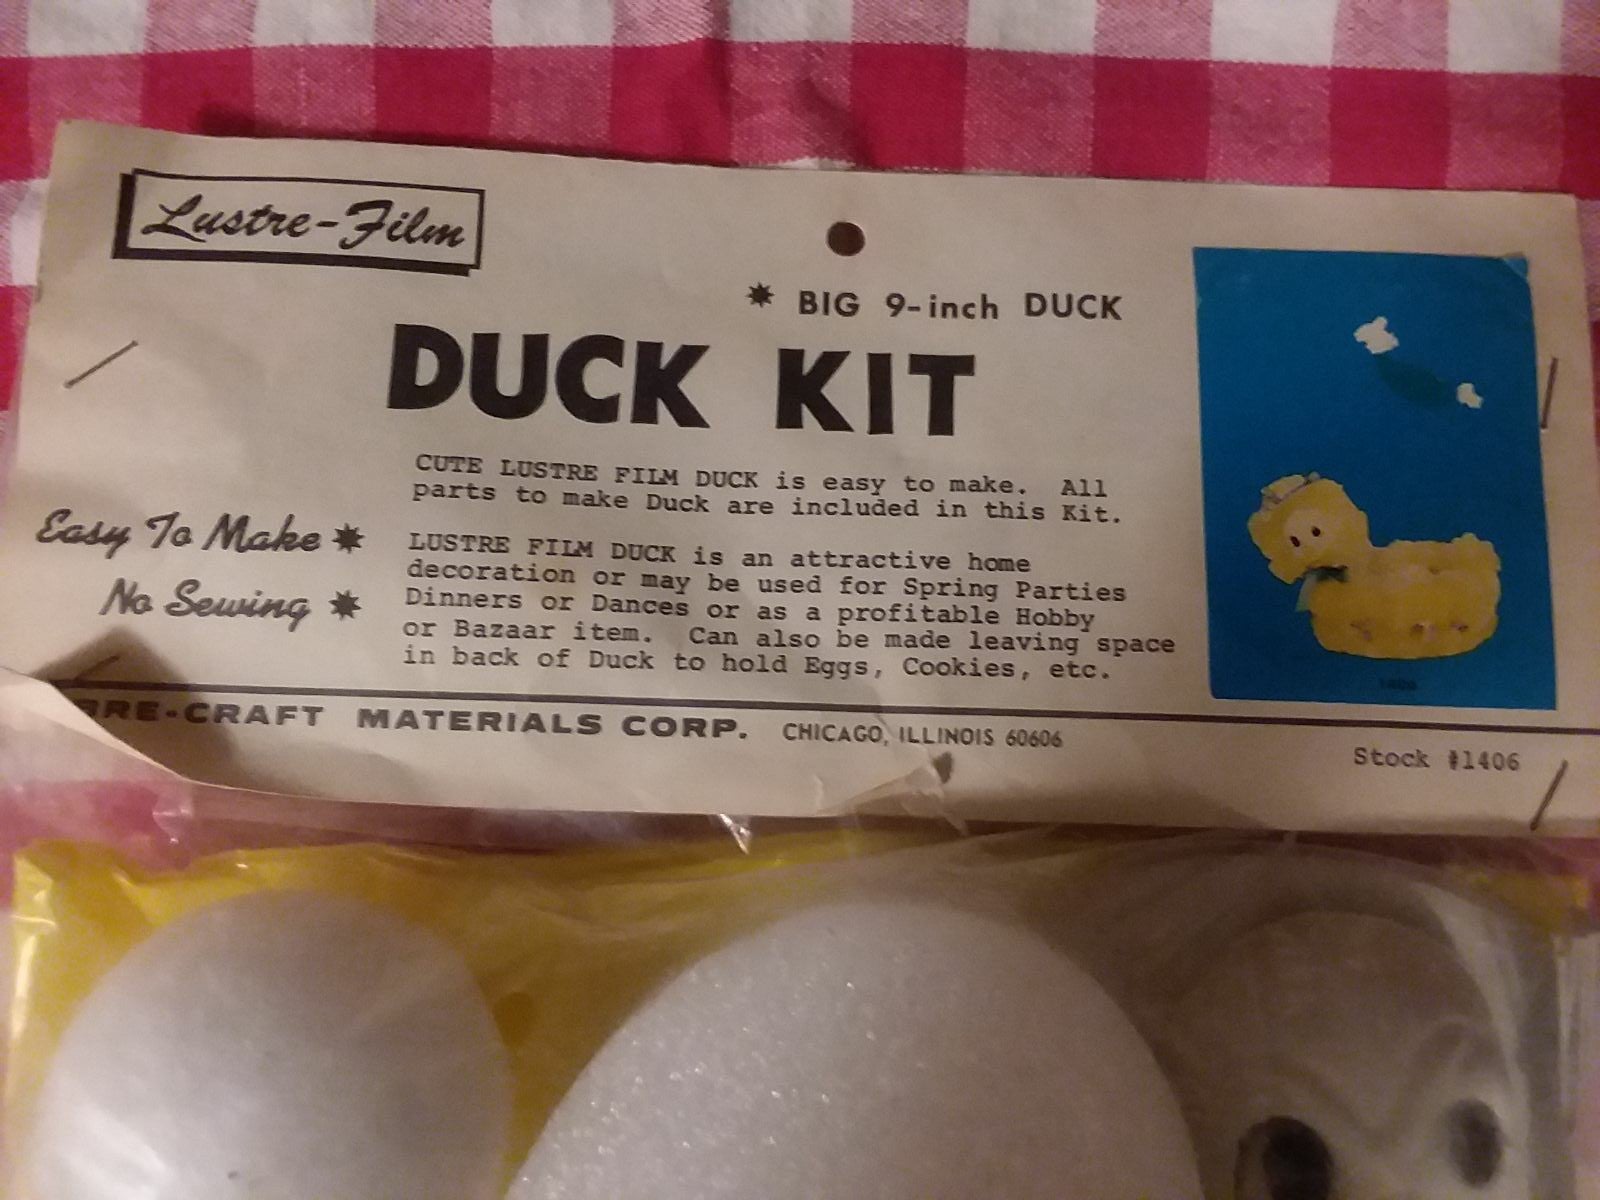 Lustre-Film
* BIG 9-inch DUCK
DUCK KIT
CUTE LUSTRE FILM DUCK is easy to make. All
parts to make Duck are included in this Kit.
Easy To Make *
No Sewing *
LUSTRE FILM DUCK is an attractive home
decoration or may be used for Spring Parties
Dinners or Dances or as a profitable Hobby
or Bazaar item. Can also be made leaving space
in back of Duck to hold Eggs, Cookies, etc.
BRE-CRAFT MATERIALS CORP. CHICAGO, ILLINOIS 60606
Stock #1406